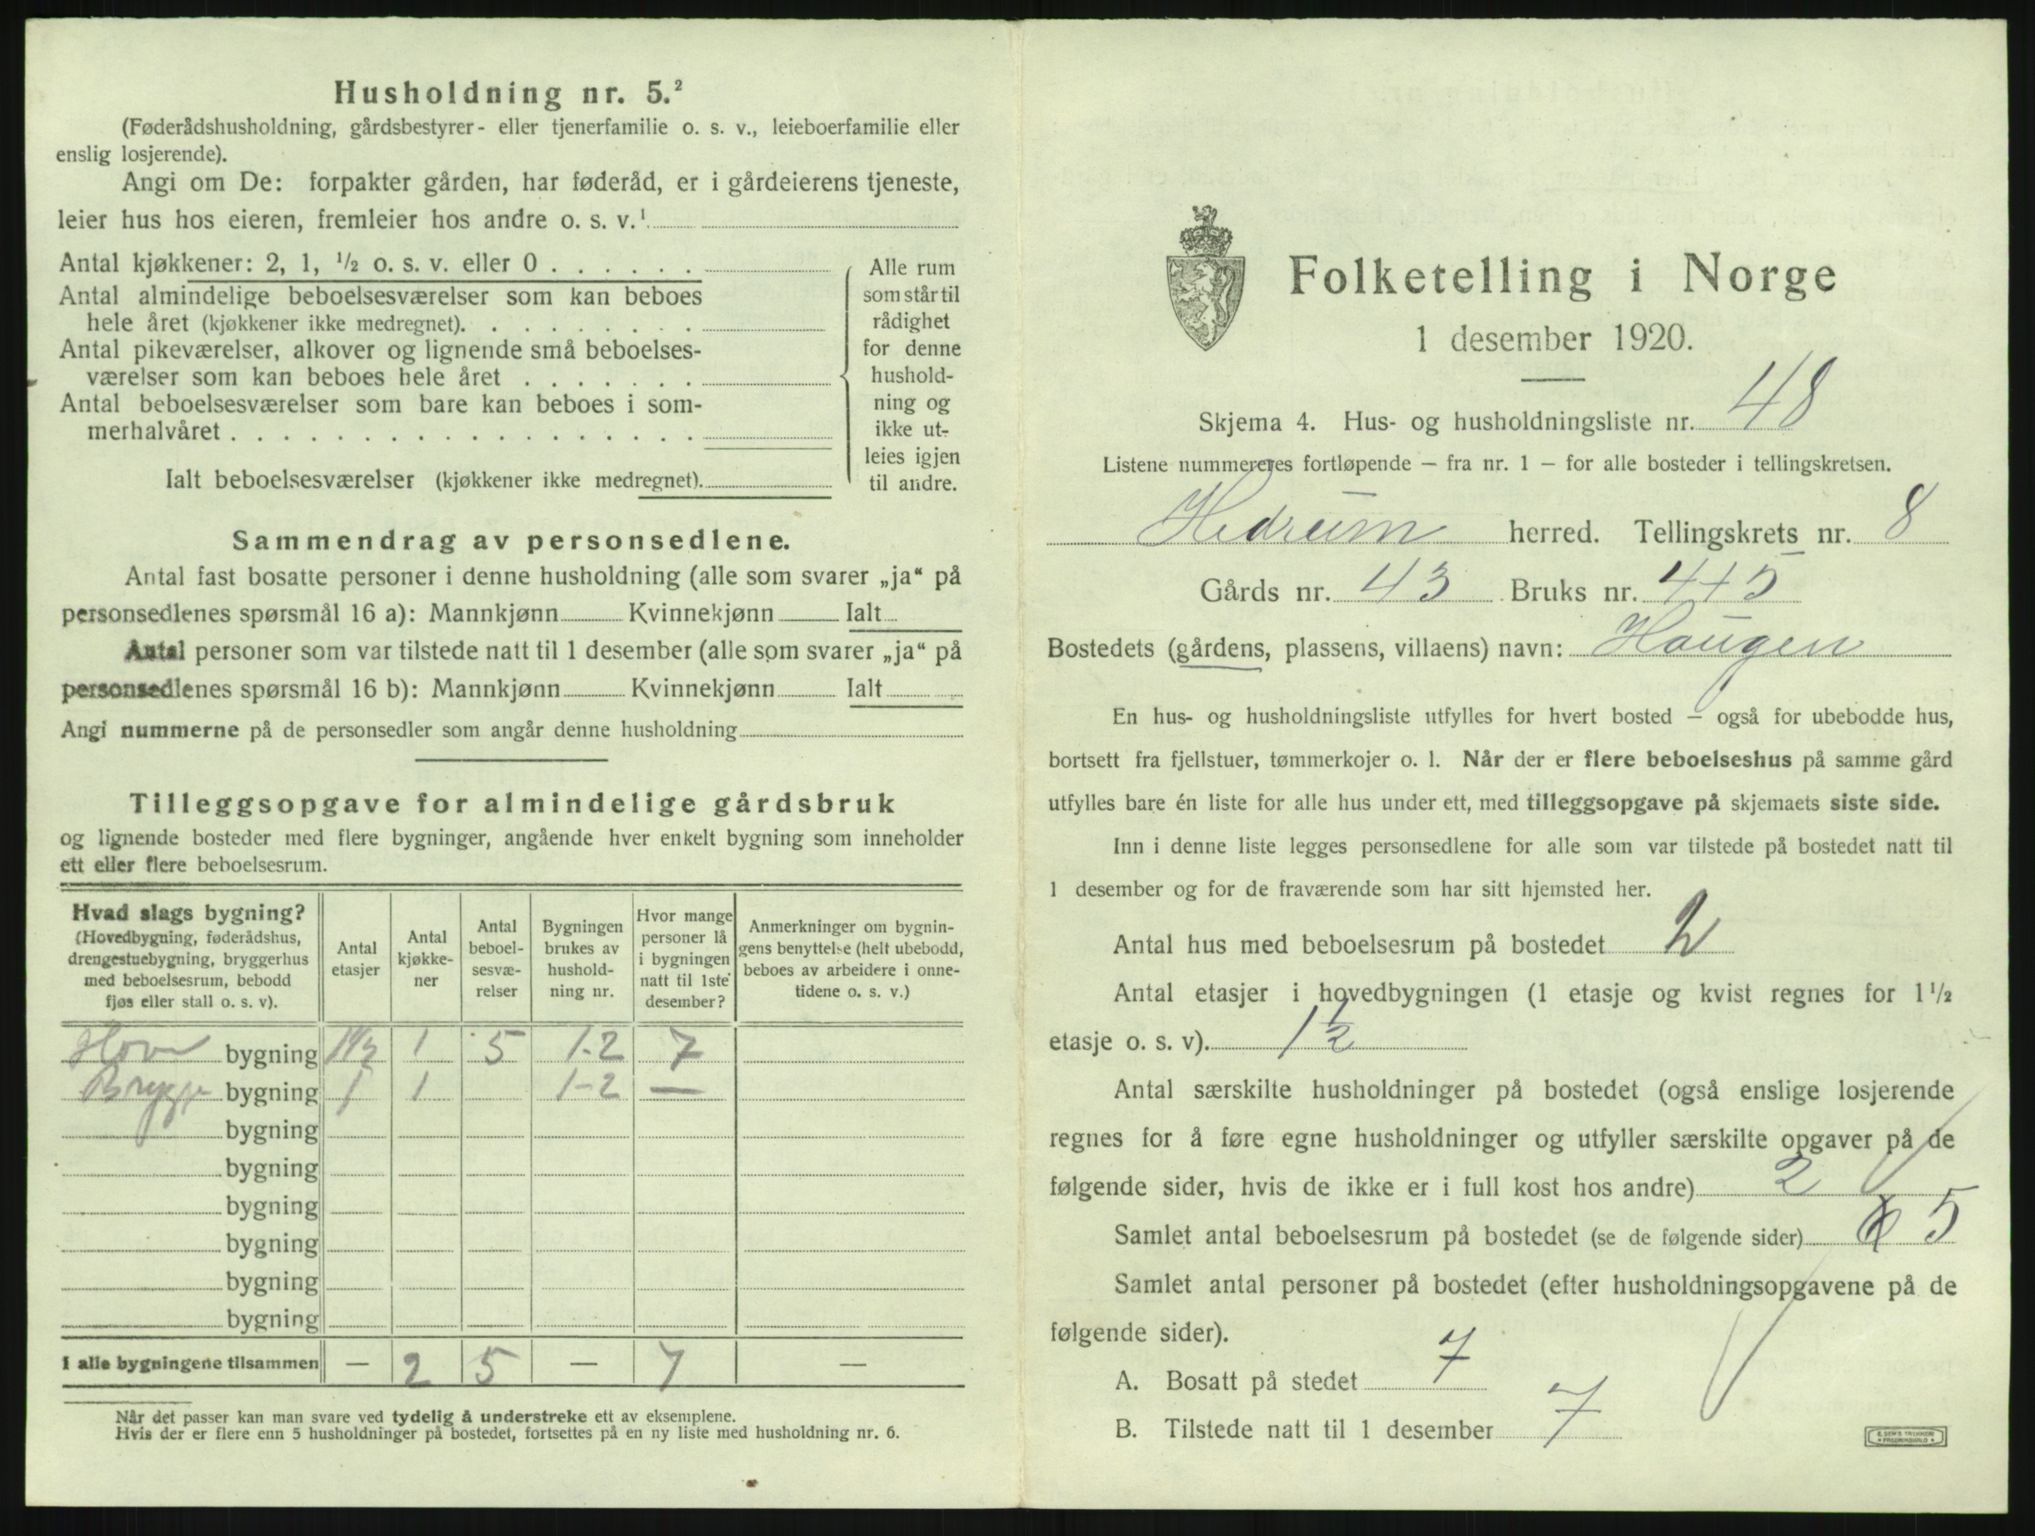 Husholdning nr. 5.²
(Føderådshusholdning, gårdsbestyrer- eller tjenerfamilie o. s. v., leieboerfamilie eller
enslig losjerende).
Angi om De: forpakter gården, har føderåd, er i gårdeierens tjeneste,
leier hus hos eieren, fremleier hos andre o. s. v.¹
Antal kjøkkener: 2, 1, ½ o. s. v. eller 0 . . . . . .
Antal almindelige beboelsesværelser som kan beboes
hele året (kjøkkener ikke medregnet). . . . . . . . .
Antal pikeværelser, alkover og lignende små beboelses-
værelser som kan beboes hele året . . . . . . .
Antal beboelsesværelser som bare kan beboes i som-
merhalvåret . . . . . . . . . . . . . . . . . .
Ialt beboelsesværelser (kjøkkener ikke medregnet).
Alle rum
som står til
rådighet
for denne
hushold-
ning og
ikke ut-
leies igjen
til andre.
Sammendrag av personsedlene.
Antal fast bosatte personer i denne husholdning (alle som svarer „ja“ på
personsedlenes spørsmål 16 a): Mannkjønn Kvinnekjønn Ialt
Antal personer som var tilstede natt til 1 desember (alle som svarer „ja“ på
personsedlenes spørsmål 16 b): Mannkjønn Kvinnekjønn Ialt
Angi nummerne på de personsedler som angår denne husholdning
Tilleggsopgave for almindelige gårdsbruk
og lignende bosteder med flere bygninger, angående hver enkelt bygning som inneholder
ett eller flere beboelsesrum.
Hvad slags bygning?
(Hovedbygning, føderådshus,
drengestuebygning, bryggerhus
med beboelsesrum, bebodd
fjøs eller stall o. s. v).
Antal
etasjer
Antal
kjøkke-
ner
Antal
beboel-
sesvæ-
relser
Bygningen
brukes av
hushold-
ning nr.
Hvor mange
personer lå
i bygningen
natt til 1ste
desember?
Anmerkninger om bygnin-
gens benyttelse (helt ubebodd,
beboes av arbeidere i onne-
tidene o. s. v.)
Hove bygning 1½ 1 5 1-2 7
Brygge bygning 1 1 1-2 —
bygning
bygning
bygning
bygning
bygning
bygning
I alle bygningene tilsammen — 2 5 — 7 —
Når det passer kan man svare ved tydelig å understreke ett av eksemplene.
Hvis der er flere enn 5 husholdninger på bostedet, fortsettes på en ny liste med husholdning nr. 6.
Folketelling i Norge
1 desember 1920.
Skjema 4. Hus- og husholdningsliste nr. 48
Listene nummereres fortløpende — fra nr. 1 — for alle bosteder i tellingskretsen.
Hedrum herred. Tellingskrets nr. 8
Gårds nr. 43 Bruks nr. 4+5
Bostedets (gårdens, plassens, villaens) navn: Haugen
En hus- og husholdningsliste utfylles for hvert bosted — også for ubebodde hus,
bortsett fra fjellstuer, tømmerkojer o. l. Når der er flere beboelseshus på samme gård
utfylles bare én liste for alle hus under ett, med tilleggsopgave på skjemaets siste side.
Inn i denne liste legges personsedlene for alle som var tilstede på bostedet natt til
1 desember og for de fraværende som har sitt hjemsted her.
Antal hus med beboelsesrum på bostedet 2
Antal etasjer i hovedbygningen (1 etasje og kvist regnes for 1½
etasje o. s. v). 1½
Antal særskilte husholdninger på bostedet (også enslige losjerende
regnes for å føre egne husholdninger og utfyller særskilte opgaver på de
følgende sider, hvis de ikke er i full kost hos andre) 2
Samlet antal beboelsesrum på bostedet (se de følgende sider) 5
Samlet antal personer på bostedet (efter husholdningsopgavene på de
følgende sider).
A. Bosatt på stedet 7
B. Tilstede natt til 1 desember 7